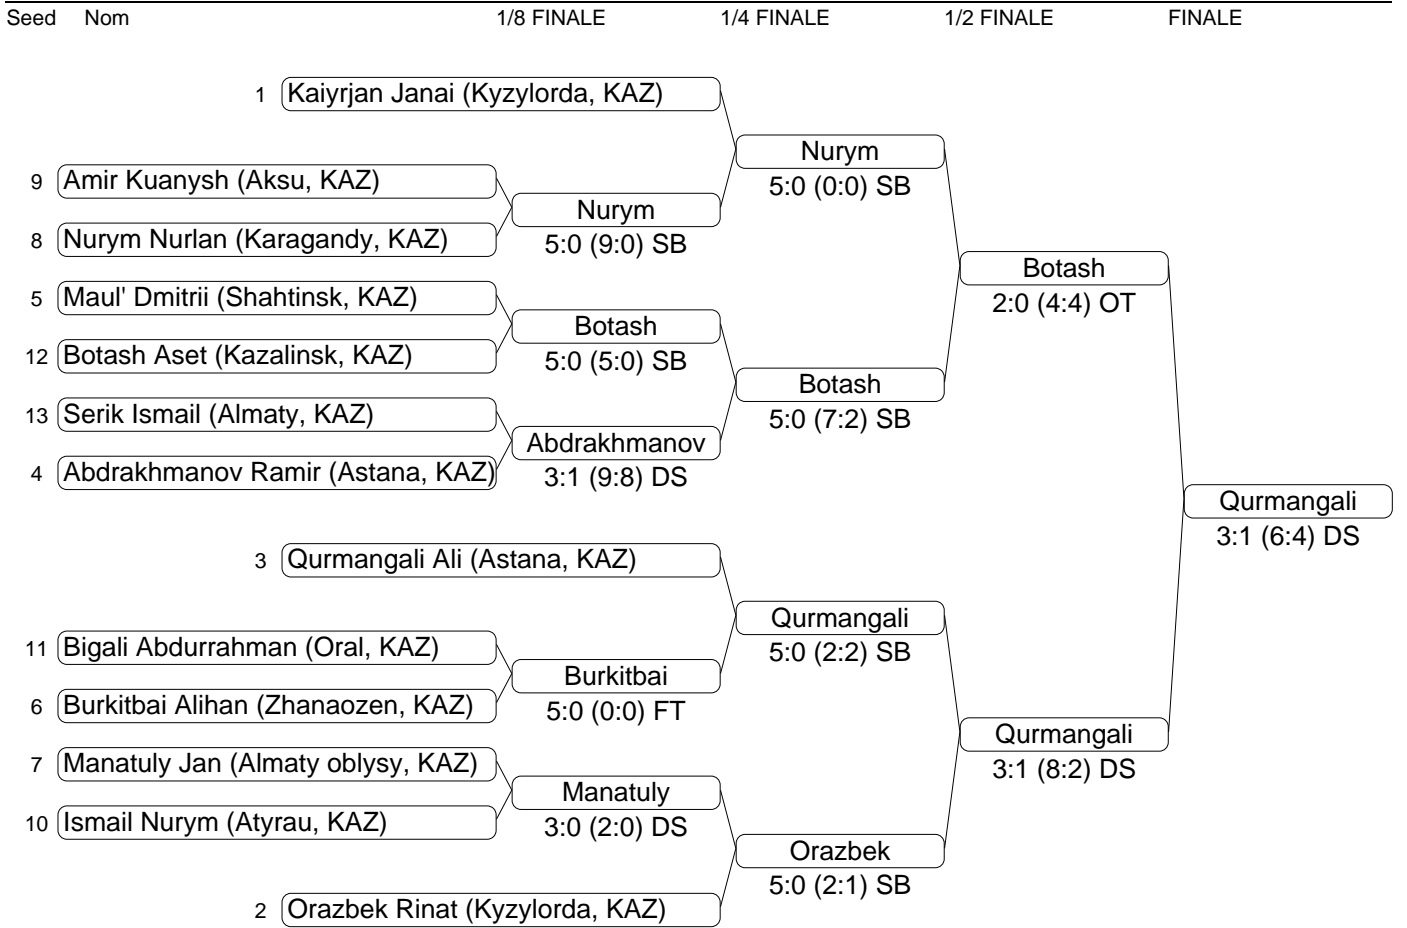 Seed Nom 1/8 FINALE 1/4 FINALE 1/2 FINALE FINALE
1 Kaiyrjan Janai (Kyzylorda, KAZ)
Nurym
5:0 (0:0) SB
9 Amir Kuanysh (Aksu, KAZ)
Nurym
5:0 (9:0) SB
8 Nurym Nurlan (Karagandy, KAZ)
Botash
2:0 (4:4) OT
5 Maul' Dmitrii (Shahtinsk, KAZ)
Botash
5:0 (5:0) SB
12 Botash Aset (Kazalinsk, KAZ)
Botash
5:0 (7:2) SB
13 Serik Ismail (Almaty, KAZ)
Abdrakhmanov
3:1 (9:8) DS
4 Abdrakhmanov Ramir (Astana, KAZ)
Qurmangali
3:1 (6:4) DS
3 Qurmangali Ali (Astana, KAZ)
Qurmangali
5:0 (2:2) SB
11 Bigali Abdurrahman (Oral, KAZ)
Burkitbai
5:0 (0:0) FT
6 Burkitbai Alihan (Zhanaozen, KAZ)
Qurmangali
3:1 (8:2) DS
7 Manatuly Jan (Almaty oblysy, KAZ)
Manatuly
3:0 (2:0) DS
10 Ismail Nurym (Atyrau, KAZ)
Orazbek
5:0 (2:1) SB
2 Orazbek Rinat (Kyzylorda, KAZ)